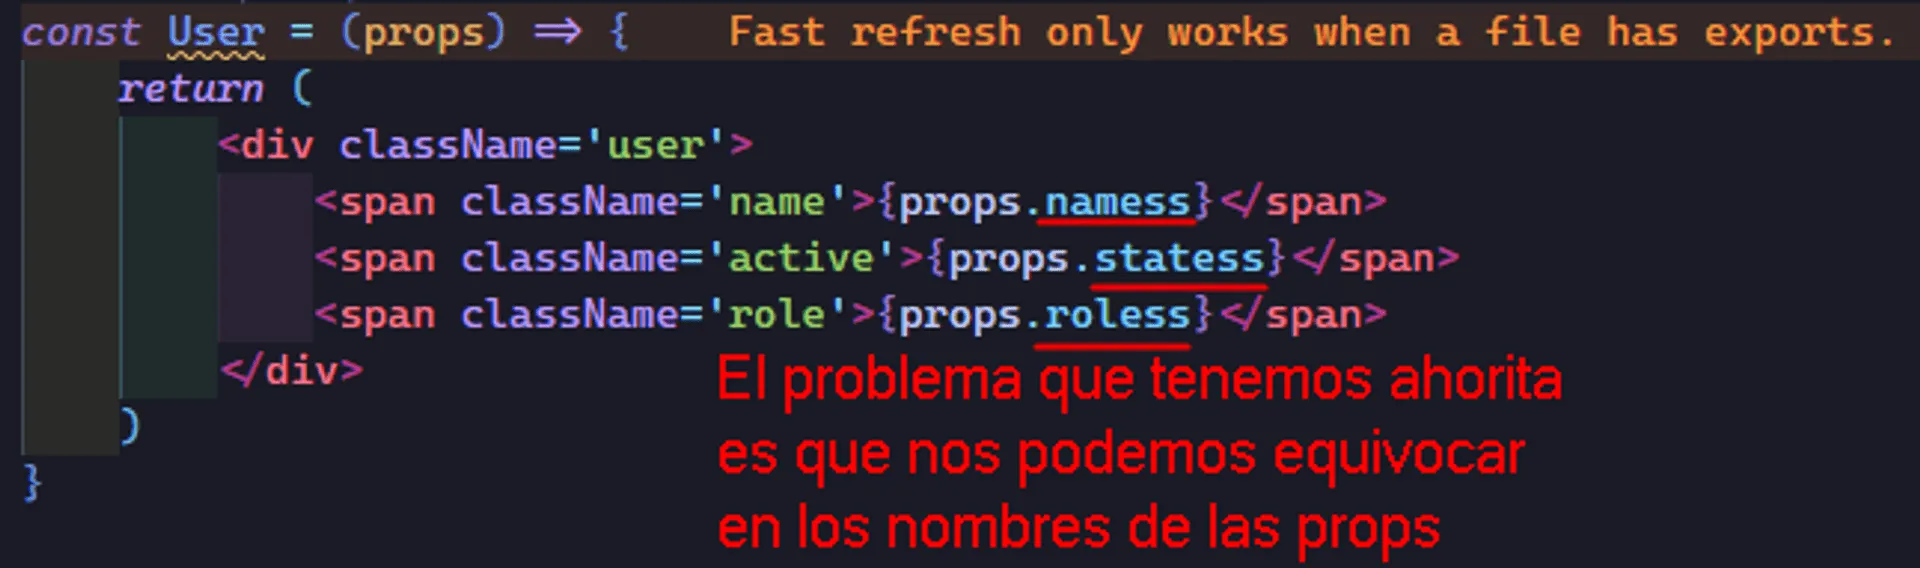 const User = (props) => {    Fast refresh only works when a file has exports.
    return (
        <div className='user'>
            <span className='name'>{props.namess}</span>
            <span className='active'>{props.statess}</span>
            <span className='role'>{props.roless}</span>
        </div>
El problema que tenemos ahorita
    )
es que nos podemos equivocar
}
en los nombres de las props